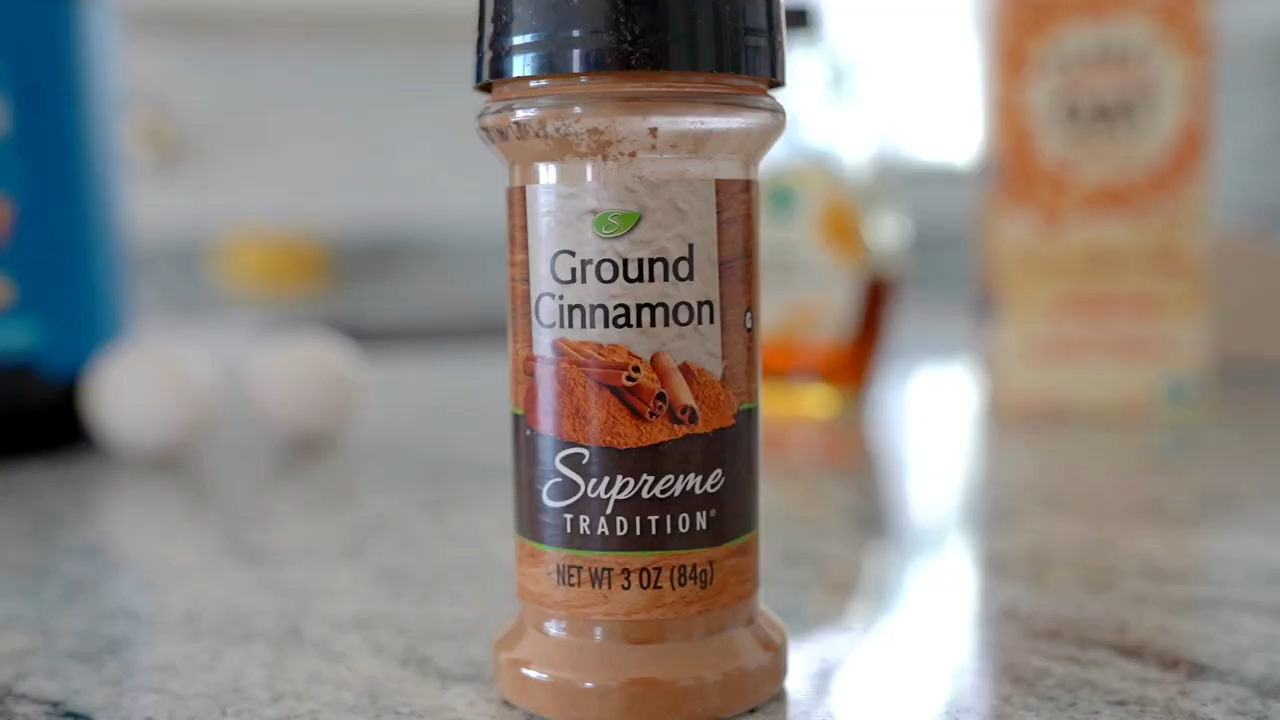 S
Ground
Cinnamon
Supreme
TRADITION®
NET WT 3 OZ (84g)